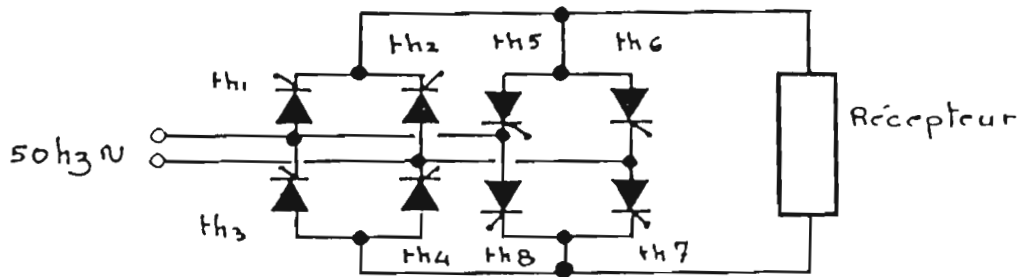 th2 th5 th6
th1
Récepteur
50hz ~
th3
th4 th8 th7